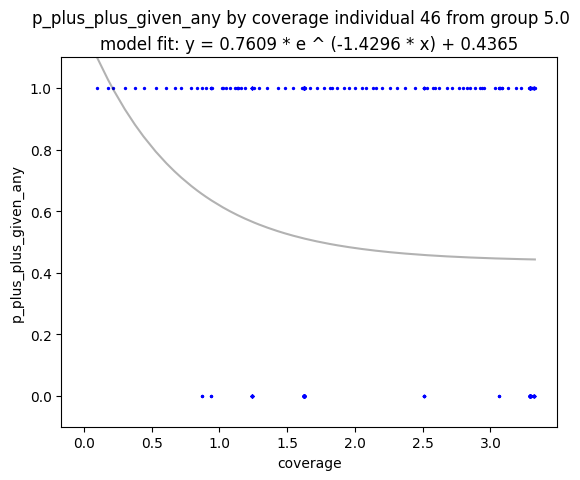 p_plus_plus_given_any by coverage individual 46 from group 5.0
model fit: y = 0.7609 * e ^ (-1.4296 * x) + 0.4365
1.0
0.8
0.6
0.4
0.2
0.0
p_plus_plus_given_any
0.0 0.5 1.0 1.5 2.0 2.5 3.0
coverage